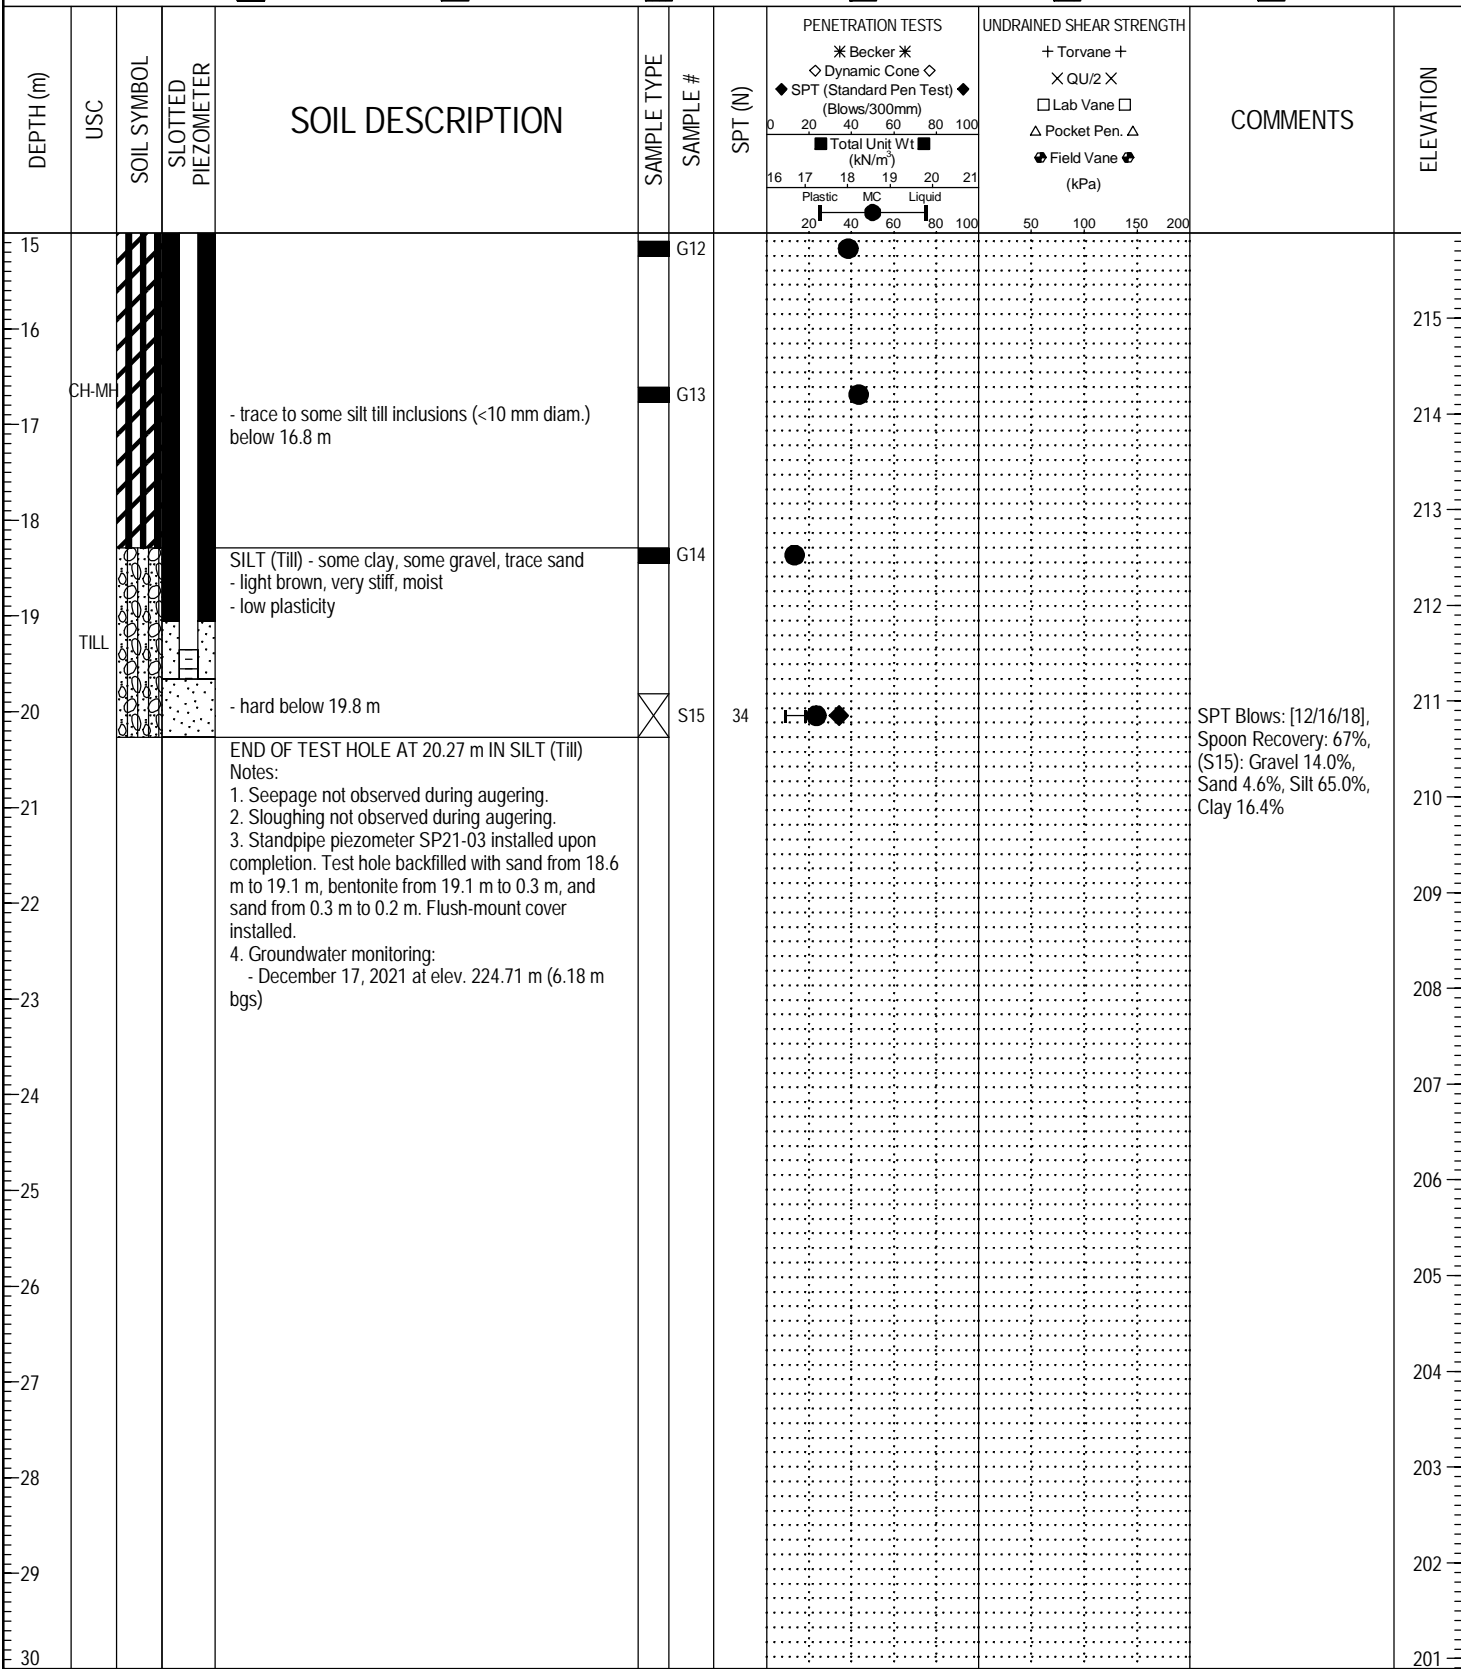 DEPTH (m)
USC
SOIL SYMBOL
SLOTTED
PIEZOMETER
SOIL DESCRIPTION
SAMPLE TYPE
SAMPLE #
SPT (N)
PENETRATION TESTS
Becker
Dynamic Cone
SPT (Standard Pen Test)
(Blows/300mm)
0 20 40 60 80 100
Total Unit Wt
(kN/m³)
16 17 18 19 20 21
Plastic MC Liquid
20 40 60 80 100
UNDRAINED SHEAR STRENGTH
Torvane
QU/2
Lab Vane
Pocket Pen.
Field Vane
(kPa)
50 100 150 200
COMMENTS
ELEVATION
15
G12
16
215
CH-MH
G13
17
- trace to some silt till inclusions (<10 mm diam.)
below 16.8 m
214
18
213
SILT (Till) - some clay, some gravel, trace sand
- light brown, very stiff, moist
- low plasticity
G14
19
212
TILL
- hard below 19.8 m
20
S15
34
211
SPT Blows: [12/16/18],
Spoon Recovery: 67%,
(S15): Gravel 14.0%,
Sand 4.6%, Silt 65.0%,
Clay 16.4%
END OF TEST HOLE AT 20.27 m IN SILT (Till)
Notes:
1. Seepage not observed during augering.
2. Sloughing not observed during augering.
3. Standpipe piezometer SP21-03 installed upon
completion. Test hole backfilled with sand from 18.6
m to 19.1 m, bentonite from 19.1 m to 0.3 m, and
sand from 0.3 m to 0.2 m. Flush-mount cover
installed.
4. Groundwater monitoring:
- December 17, 2021 at elev. 224.71 m (6.18 m
bgs)
21
210
22
209
23
208
24
207
25
206
26
205
27
204
28
203
29
202
30
201